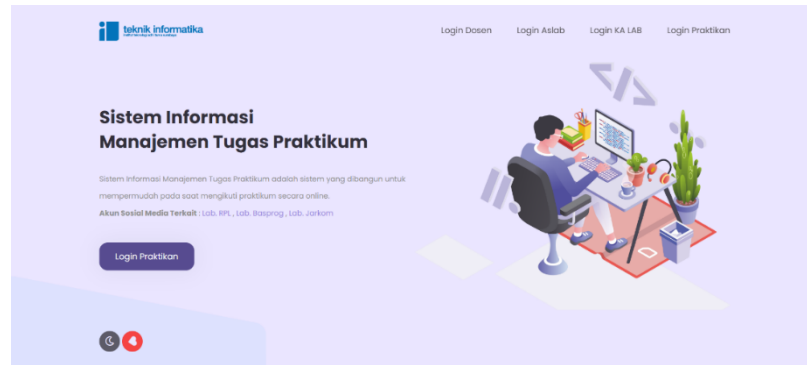 teknik informatika
Login Dosen
Login Aslab
Login KA LAB
Login Praktikan
Sistem Informasi
Manajemen Tugas Praktikum
Sistem Informasi Manajemen Tugas Praktikum adalah sistem yang dibangun untuk
mempermudah pada saat mengikuti praktikum secara online.
Akun Sosial Media Terkait : Lab. RPL , Lab. Basprog , Lab. Jarkom
Login Praktikan